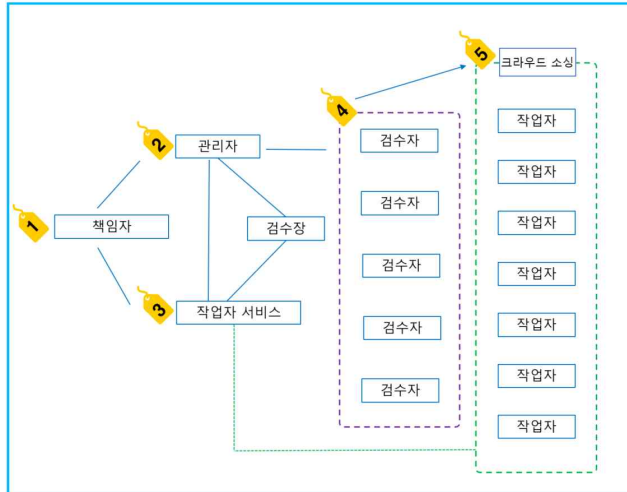 1
책임자
2
관리자
검수장
3
작업자 서비스
4
검수자
검수자
검수자
검수자
검수자
5
크라우드 소싱
작업자
작업자
작업자
작업자
작업자
작업자
작업자